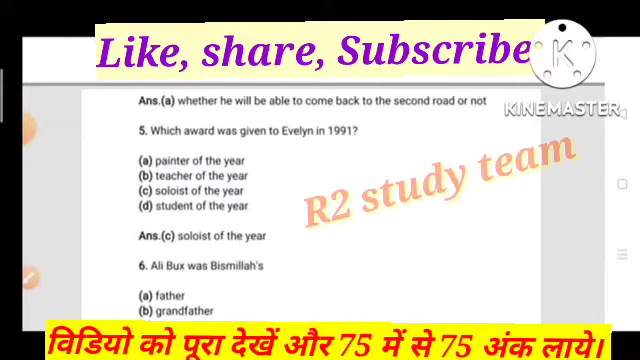 Like, share, Subscribe
K
KINEMASTER
Ans.(a) whether he will be able to come back to the second road or not
5. Which award was given to Evelyn in 1991?
(a) painter of the year
(b) teacher of the year
(c) soloist of the year
(d) student of the year
R2 study team
Ans.(c) soloist of the year
6. Ali Bux was Bismillah's
(a) father
(b) grandfather
विडियो को पूरा देखें और 75 में से 75 अंक लाये।